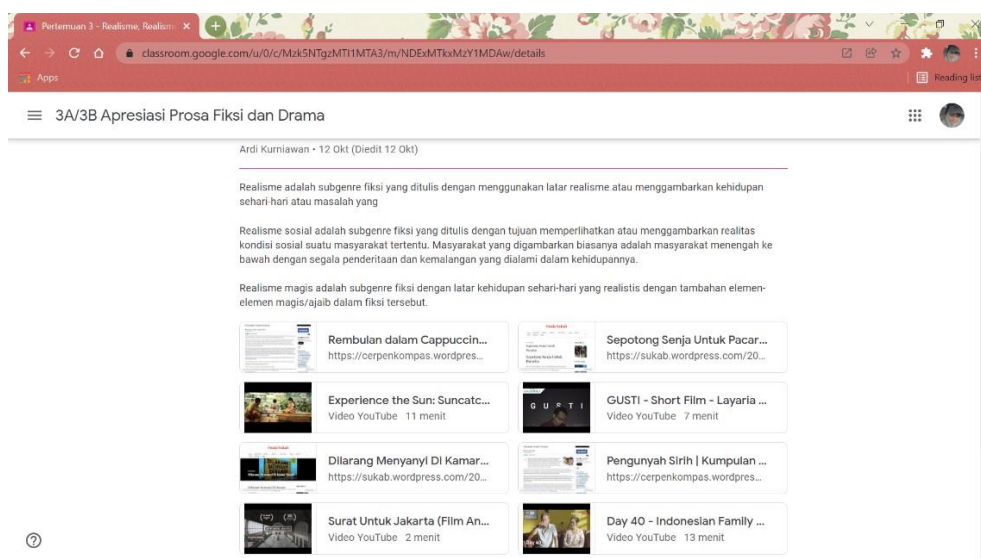 Pertemuan 3 - Realisme, Realism
classroom.google.com/u/0/c/Mzk5NTgzMTI1MTA3/m/NDExMTkxMzY1MDAw/details
Apps
Reading list
3A/3B Apresiasi Prosa Fiksi dan Drama
Ardi Kurniawan • 12 Okt (Diedit 12 Okt)
Realisme adalah subgenre fiksi yang ditulis dengan menggunakan latar realisme atau menggambarkan kehidupan
sehari-hari atau masalah yang
Realisme sosial adalah subgenre fiksi yang ditulis dengan tujuan memperlihatkan atau menggambarkan realitas
kondisi sosial suatu masyarakat tertentu. Masyarakat yang digambarkan biasanya adalah masyarakat menengah ke
bawah dengan segala penderitaan dan kemalangan yang dialami dalam kehidupannya.
Realisme magis adalah subgenre fiksi dengan latar kehidupan sehari-hari yang realistis dengan tambahan elemen-
elemen magis/ajaib dalam fiksi tersebut.
Rembulan dalam Cappuccin...
https://cerpenkompas.wordpres...
Sepotong Senja Untuk Pacar...
https://sukab.wordpress.com/20...
Experience the Sun: Suncatc...
Video YouTube 11 menit
GUSTI
GUSTI - Short Film - Layaria ...
Video YouTube 7 menit
Dilarang Menyanyi Di Kamar...
https://sukab.wordpress.com/20...
Pengunyah Sirih | Kumpulan ...
https://cerpenkompas.wordpres...
Surat Untuk Jakarta (Film An...
Video YouTube 2 menit
Day 40
Day 40 - Indonesian Family ...
Video YouTube 13 menit